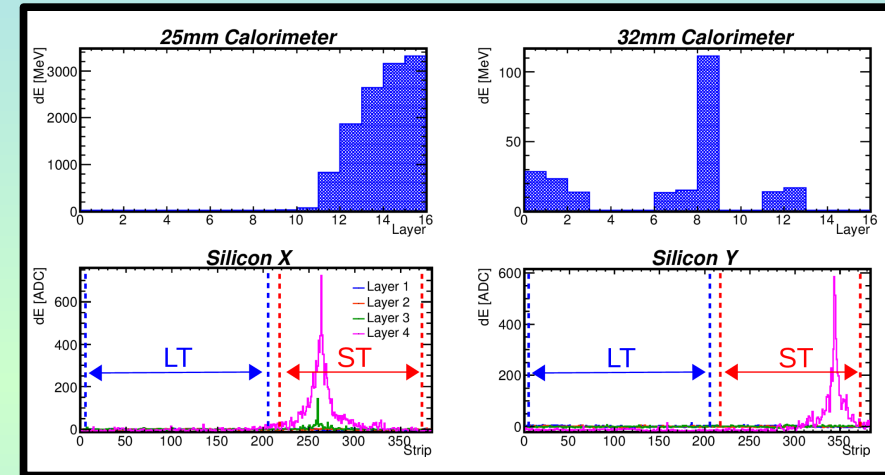 25mm Calorimeter
dE [MeV]
3000
2000
1000
0
0 2 4 6 8 10 12 14 16
Layer
32mm Calorimeter
dE [MeV]
100
50
0
0 2 4 6 8 10 12 14 16
Layer
Silicon X
dE [ADC]
600
400
200
0
LT
ST
Layer 1
Layer 2
Layer 3
Layer 4
0 50 100 150 200 250 300 350
Strip
Silicon Y
dE [ADC]
600
400
200
0
LT
ST
0 50 100 150 200 250 300 350
Strip